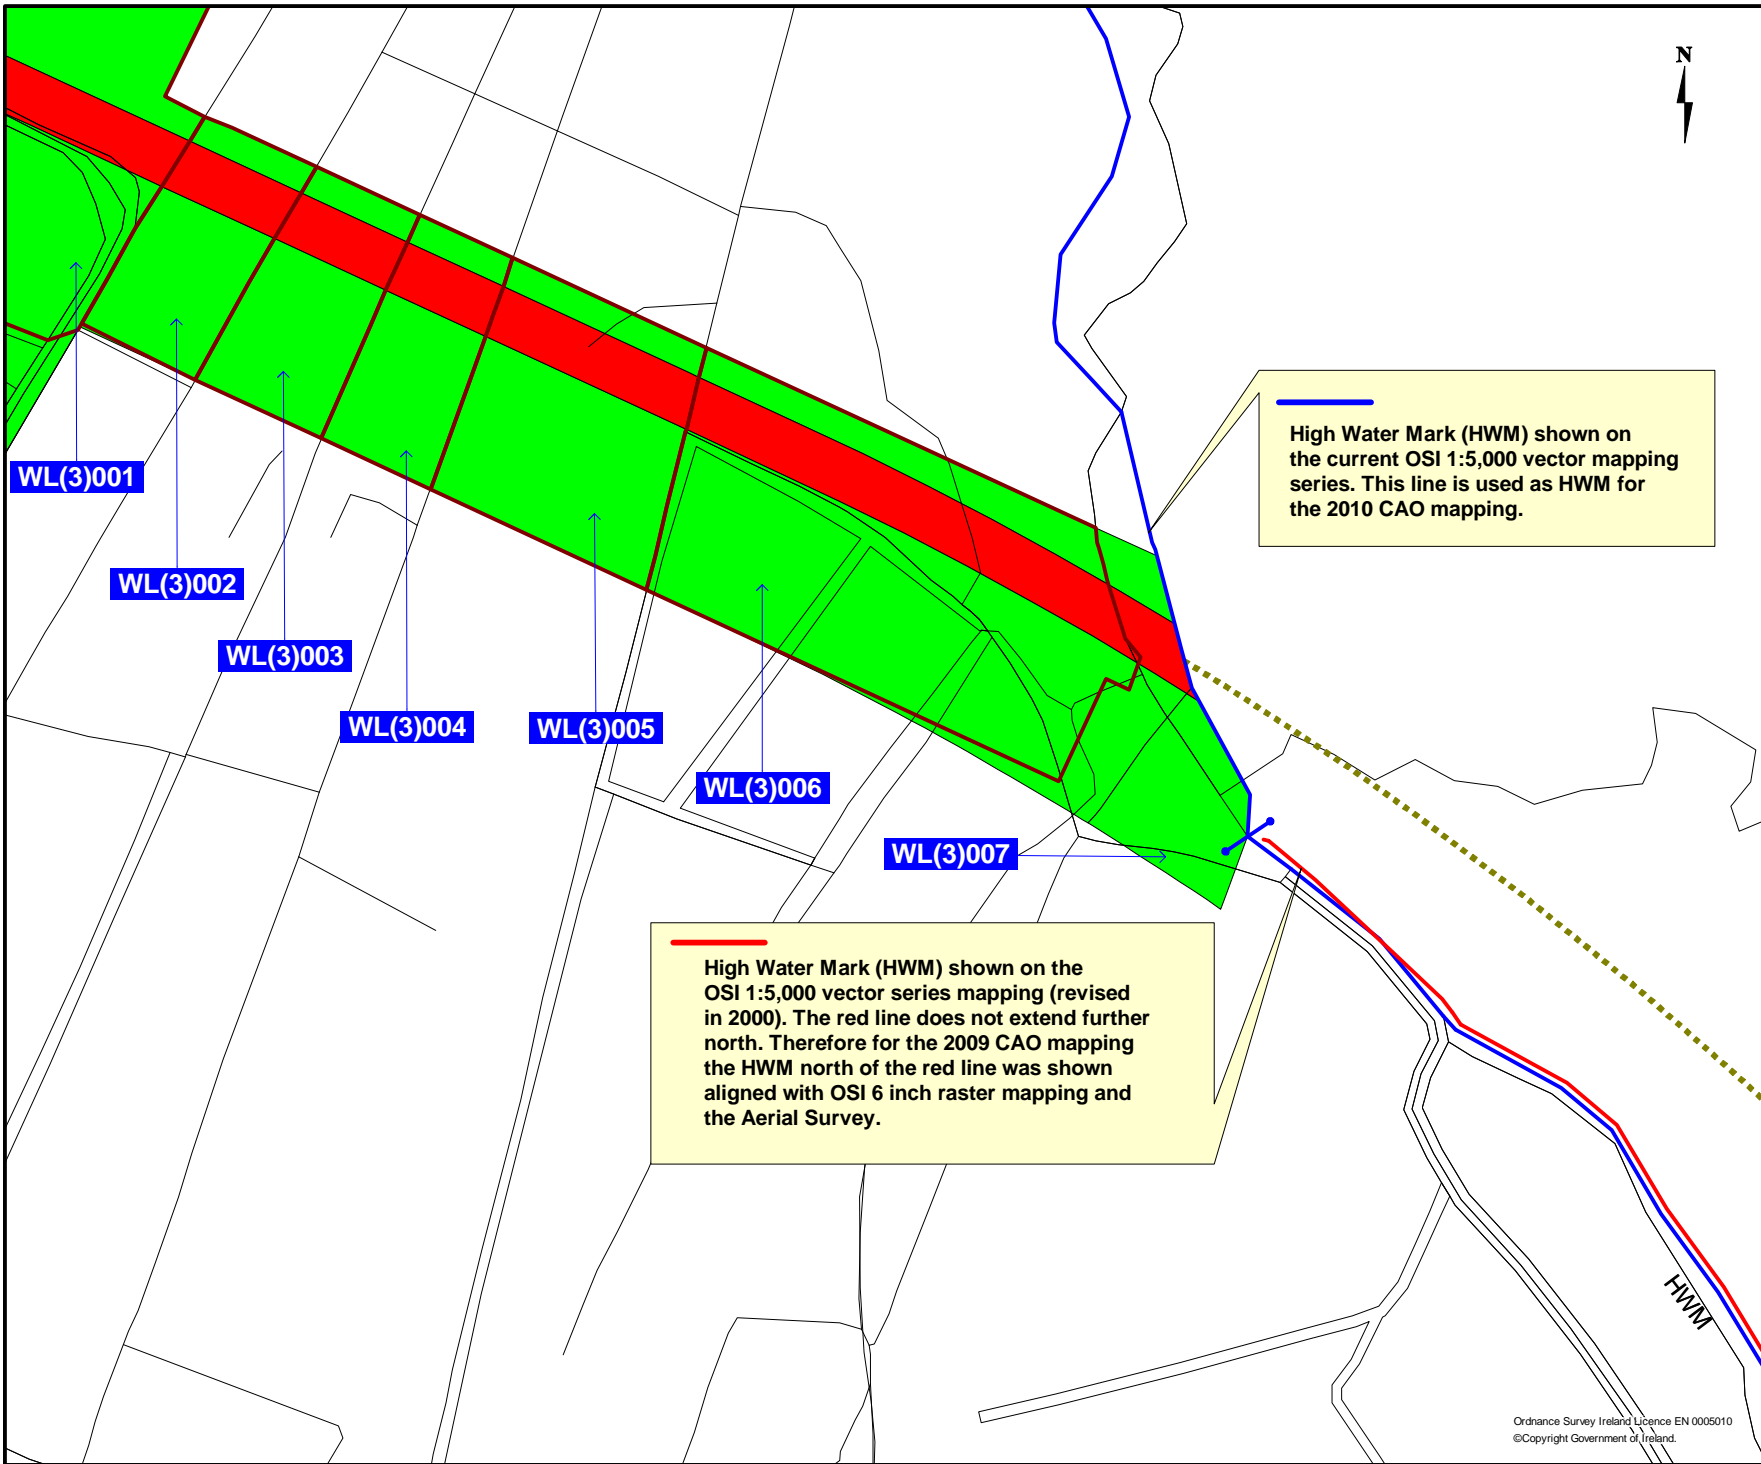 N
High Water Mark (HWM) shown on
the current OSI 1:5,000 vector mapping
series. This line is used as HWM for
the 2010 CAO mapping.
WL(3)001
WL(3)002
WL(3)003
WL(3)004
WL(3)005
WL(3)006
WL(3)007
High Water Mark (HWM) shown on the
OSI 1:5,000 vector series mapping (revised
in 2000). The red line does not extend further
north. Therefore for the 2009 CAO mapping
the HWM north of the red line was shown
aligned with OSI 6 inch raster mapping and
the Aerial Survey.
HWM
Ordnance Survey Ireland Licence EN 0005010
©Copyright Government of Ireland.